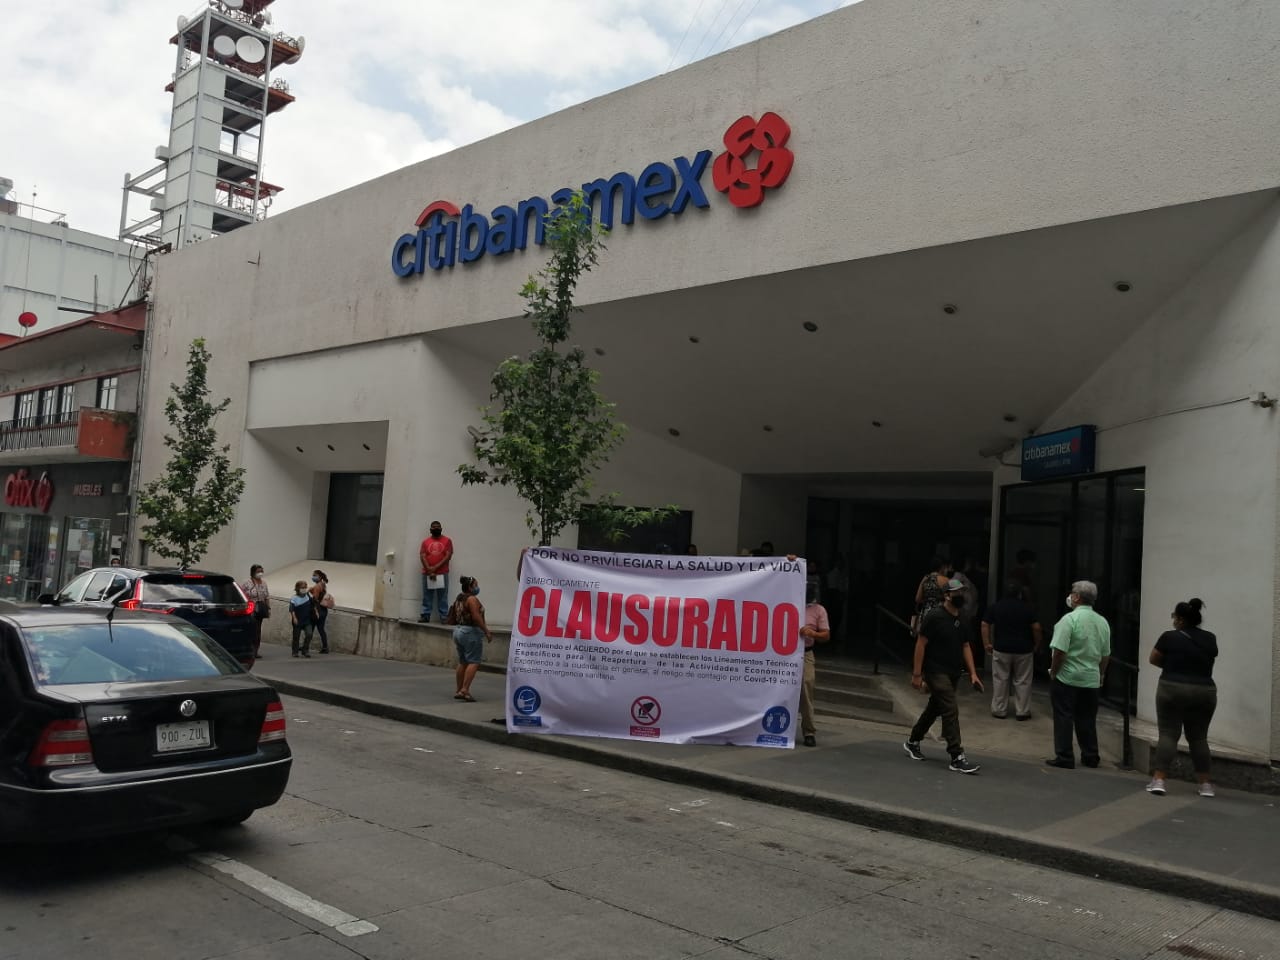 citibanamex
citibanamex
ofix
MUEBLES
POR NO PRIVILEGIAR LA SALUD Y LA VIDA
SIMBOLICAMENTE
CLAUSURADO
Incumpliendo el ACUERDO por el que se establecen los Lineamientos Técnicos
Específicos para la Reapertura de las Actividades Económicas.
Exponiendo a la ciudadanía en general, al riesgo de contagio por Covid-19 en la
presente emergencia sanitaria.
JETTA
900-ZUL